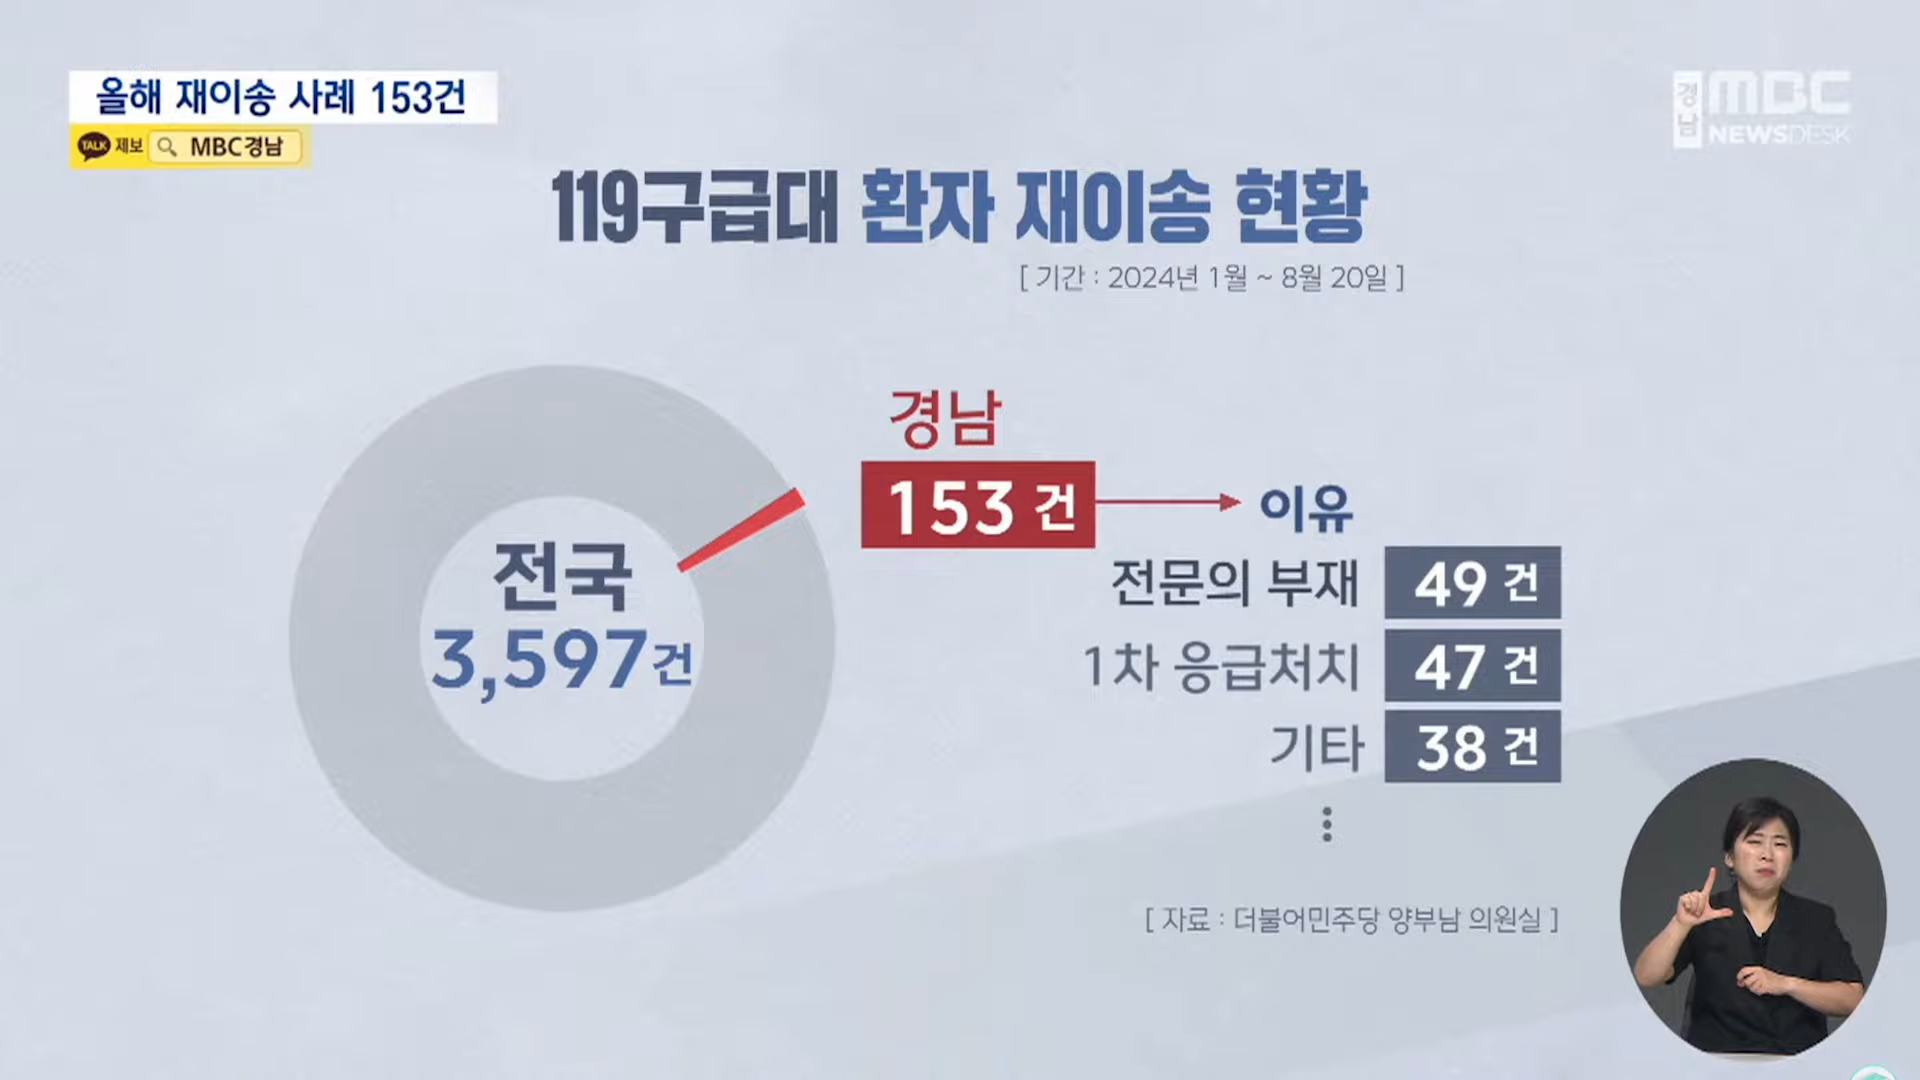 올해 재이송 사례 153건
TALK 제보 MBC경남
경남 MBC
NEWSDESK
119구급대 환자 재이송 현황
[ 기간 : 2024년 1월 ~ 8월 20일 ]
전국
3,597건
경남
153 건
이유
전문의 부재 49 건
1차 응급처치 47 건
기타 38 건
[ 자료 : 더불어민주당 양부남 의원실 ]